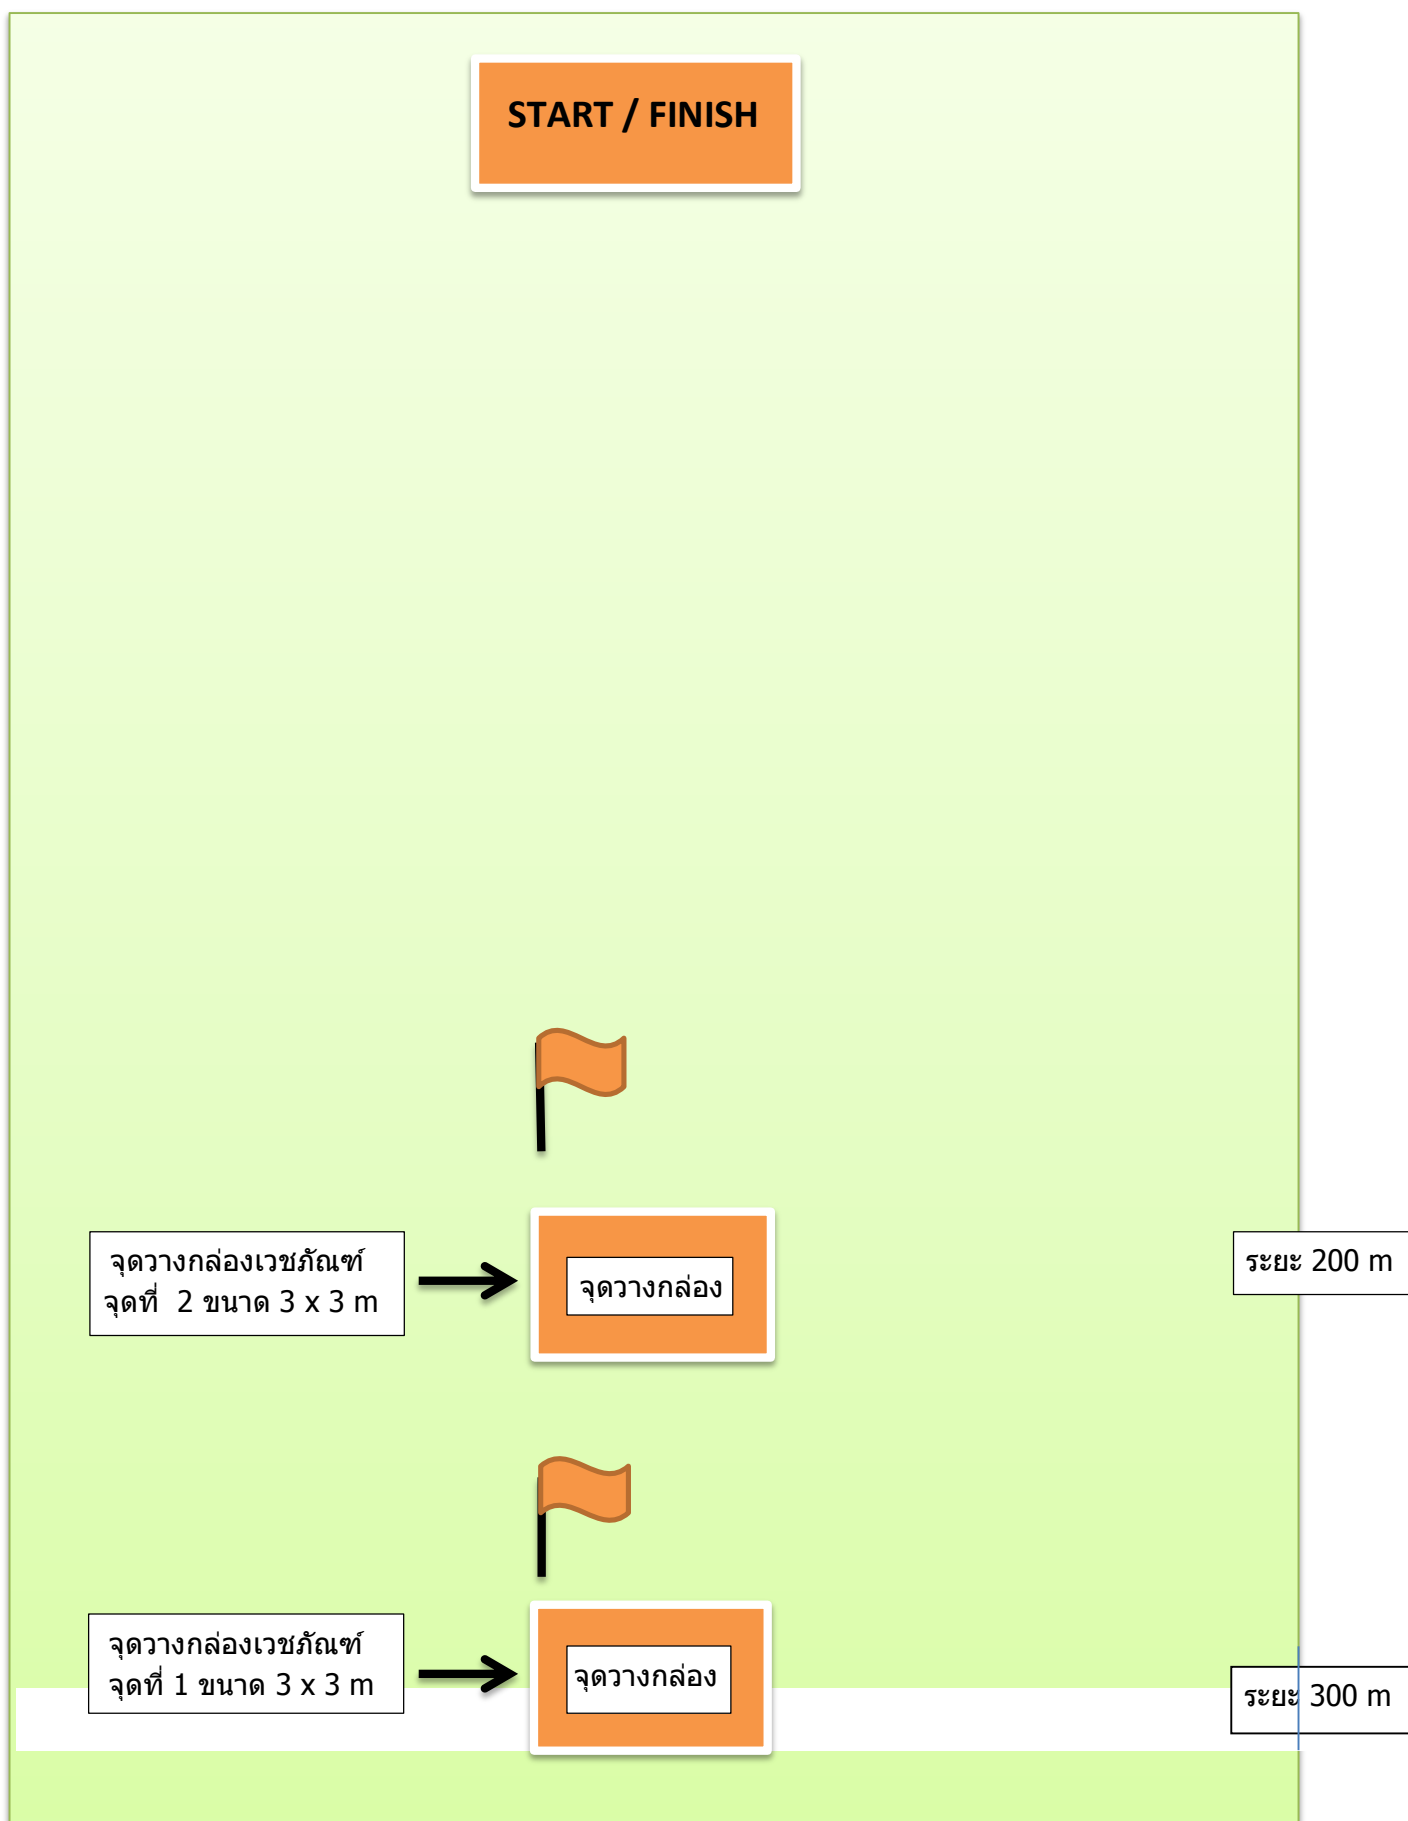 START / FINISH
จุดวางกล่องเวชภัณฑ์
จุดที่ 2 ขนาด 3 x 3 m
จุดวางกล่อง
ระยะ 200 m
จุดวางกล่องเวชภัณฑ์
จุดที่ 1 ขนาด 3 x 3 m
จุดวางกล่อง
ระยะ 300 m